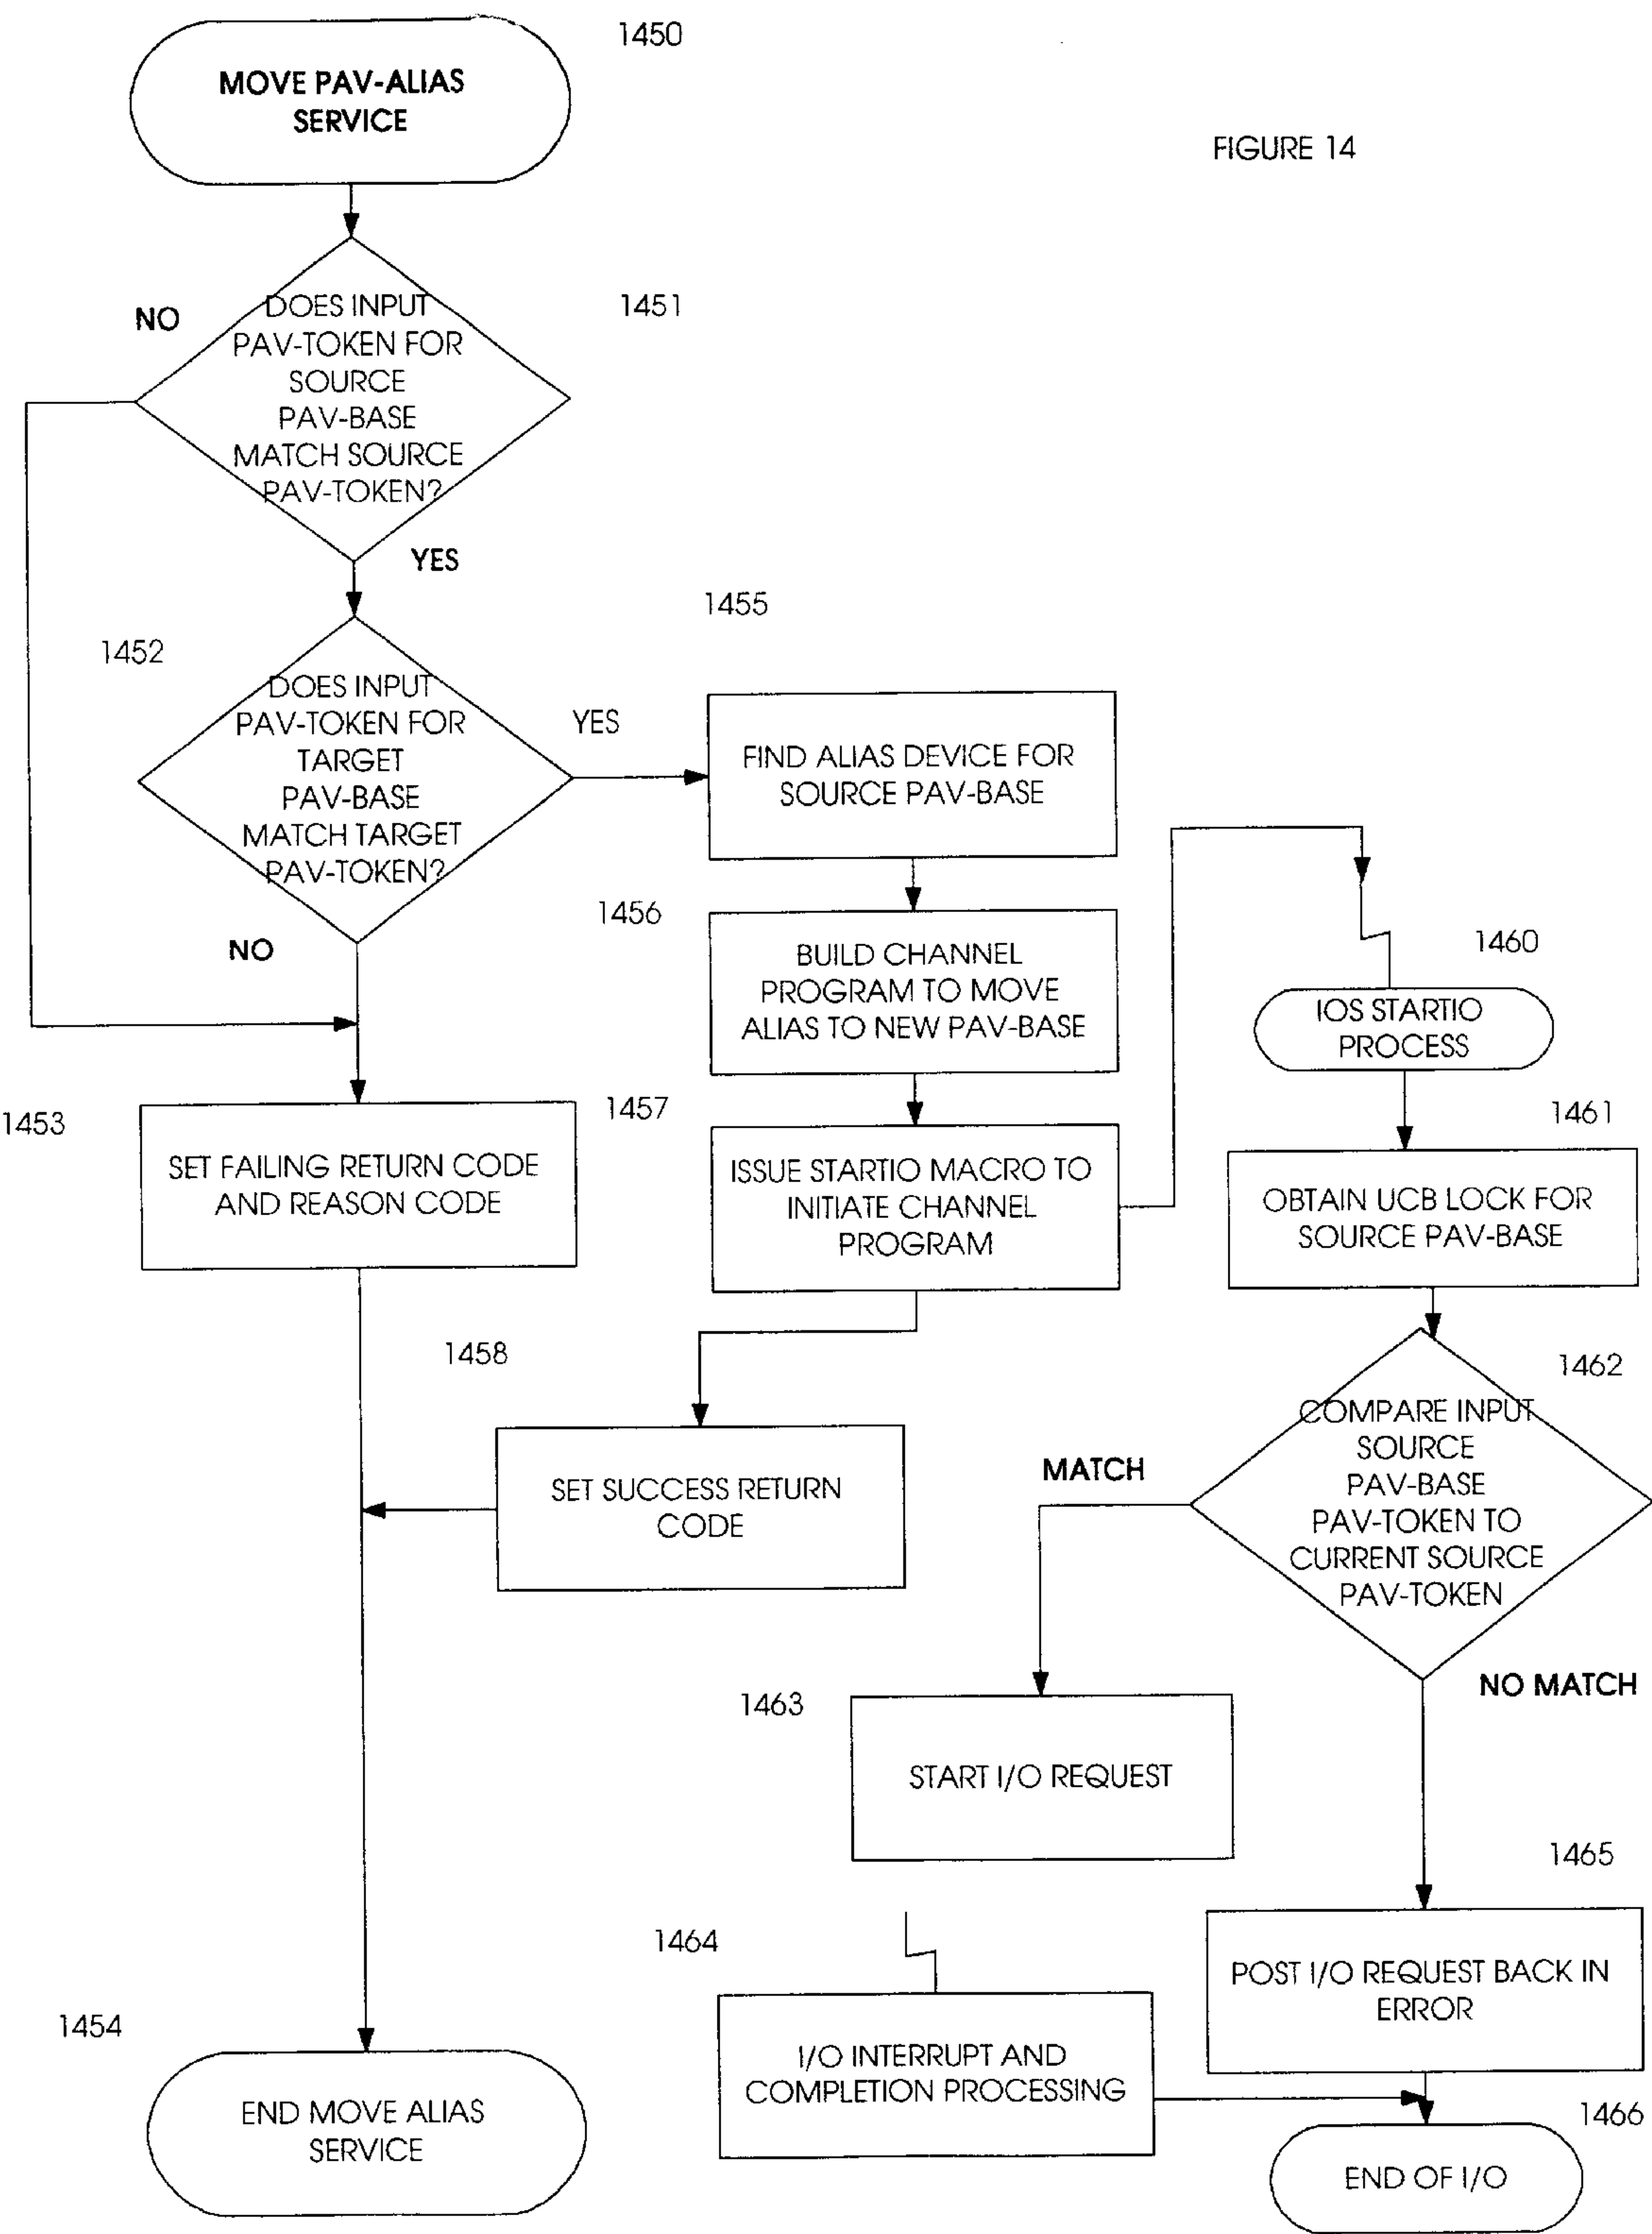 1450
MOVE PAV-ALIAS
SERVICE
FIGURE 14
NO
1451
DOES INPUT
PAV-TOKEN FOR
SOURCE
PAV-BASE
MATCH SOURCE
PAV-TOKEN?
YES
1455
1452
DOES INPUT
PAV-TOKEN FOR
TARGET
PAV-BASE
MATCH TARGET
PAV-TOKEN?
YES
FIND ALIAS DEVICE FOR
SOURCE PAV-BASE
NO
1456
BUILD CHANNEL
PROGRAM TO MOVE
ALIAS TO NEW PAV-BASE
1460
IOS STARTIO
PROCESS
1453
SET FAILING RETURN CODE
AND REASON CODE
1457
ISSUE STARTIO MACRO TO
INITIATE CHANNEL
PROGRAM
1461
OBTAIN UCB LOCK FOR
SOURCE PAV-BASE
1458
SET SUCCESS RETURN
CODE
1462
COMPARE INPUT
SOURCE
PAV-BASE
PAV-TOKEN TO
CURRENT SOURCE
PAV-TOKEN
MATCH
NO MATCH
1463
START I/O REQUEST
1465
POST I/O REQUEST BACK IN
ERROR
1464
I/O INTERRUPT AND
COMPLETION PROCESSING
1454
END MOVE ALIAS
SERVICE
1466
END OF I/O